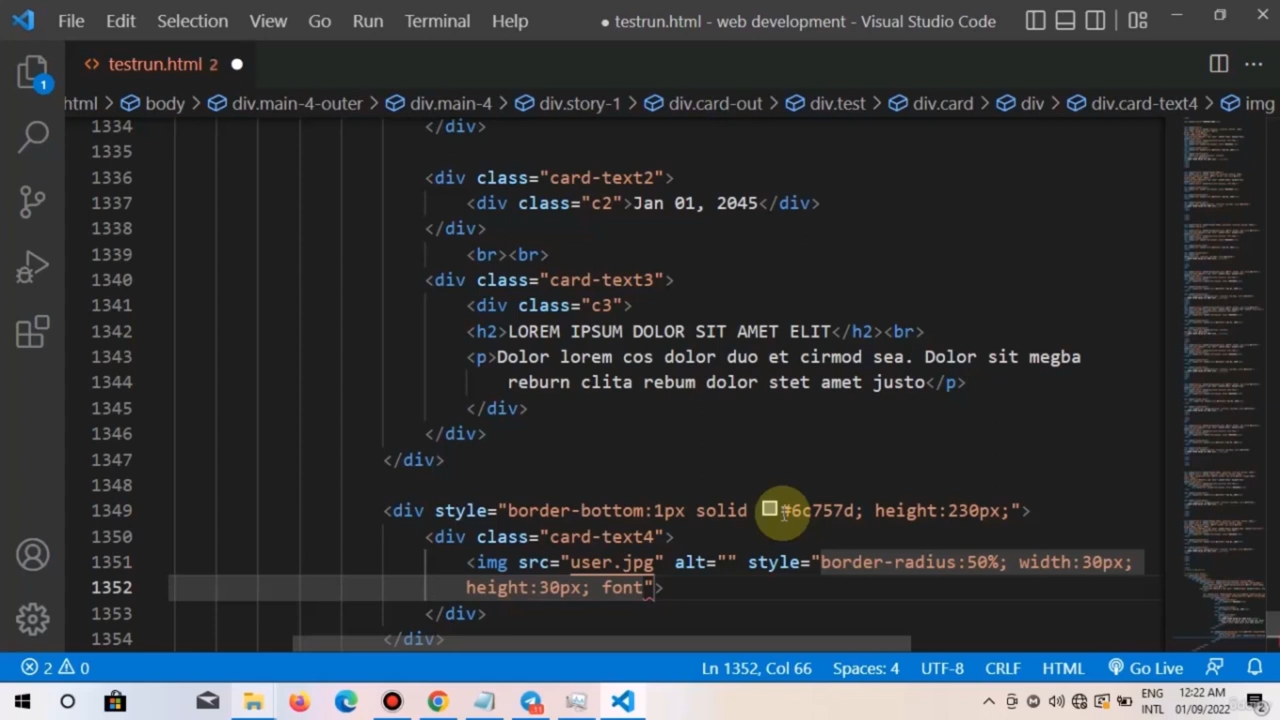 File Edit Selection View Go Run Terminal Help ● testrun.html - web development - Visual Studio Code
<> testrun.html 2 ●
1
html > body > div.main-4-outer > div.main-4 > div.story-1 > div.card-out > div.test > div.card > div > div.card-text4 > img
1334 </div>
1335
1336 <div class="card-text2">
1337 <div class="c2">Jan 01, 2045</div>
1338 </div>
1339 <br><br>
1340 <div class="card-text3">
1341 <div class="c3">
1342 <h2>LOREM IPSUM DOLOR SIT AMET ELIT</h2><br>
1343 <p>Dolor lorem cos dolor duo et cirmod sea. Dolor sit megba
1344 reburn clita rebum dolor stet amet justo</p>
1345 </div>
1346 </div>
1347 </div>
1348
1349 <div style="border-bottom:1px solid #6c757d; height:230px;">
1350 <div class="card-text4">
1351 <img src="user.jpg" alt="" style="border-radius:50%; width:30px;
1352 height:30px; font">
1353 </div>
1354 </div>
2 0 Ln 1352, Col 66 Spaces: 4 UTF-8 CRLF HTML Go Live
ENG 12:22 AM
INTL 01/09/2022 2